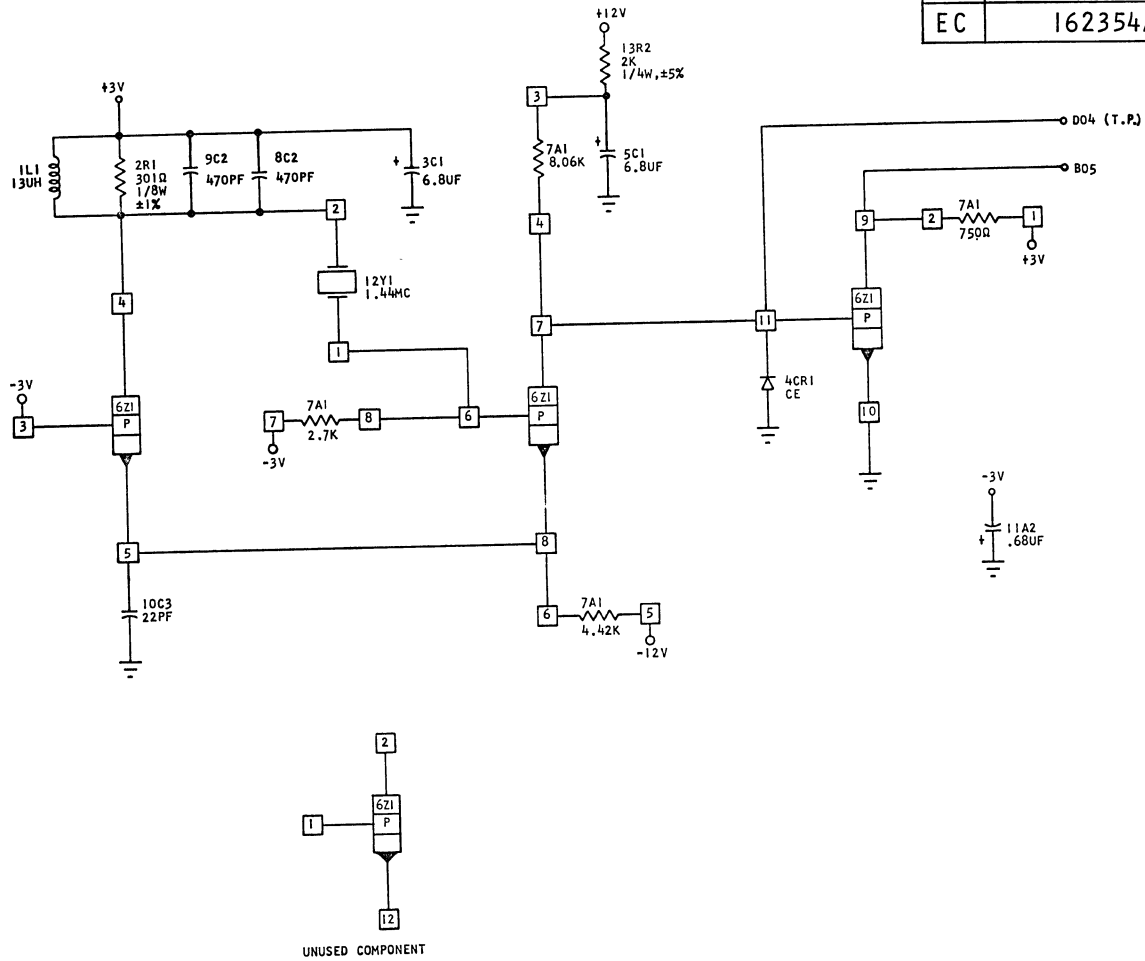 EC 162354
+12V
13R2
2K
1/4W,±5%
+3V
3
D04 (T.P.)
1L1
13UH
2R1
301Ω
1/8W
±1%
9C2
470PF
8C2
470PF
+
3C1
6.8UF
7A1
8.06K
+
5C1
6.8UF
B05
2
4
9
2
7A1
750Ω
1
+3V
12Y1
1.44MC
4
7
11
6Z1
P
1
4CR1
CE
-3V
3
6Z1
P
7
-3V
7A1
2.7K
8
6
6Z1
P
10
-3V
+
11A2
.68UF
5
8
10C3
22PF
6
7A1
4.42K
5
-12V
2
1
6Z1
P
12
UNUSED COMPONENT